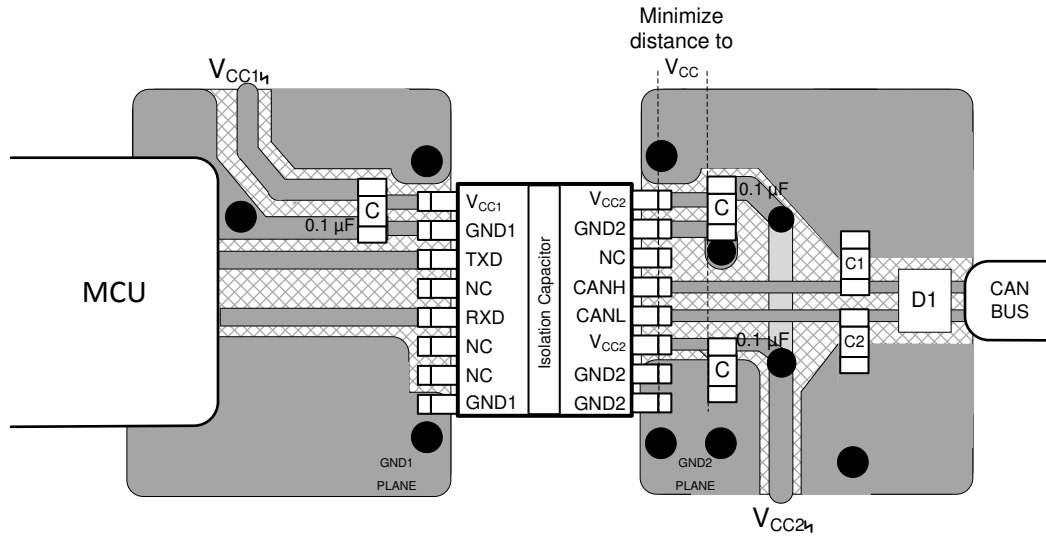 Minimize
distance to
VCC
VCC1
MCU
0.1 µF
C
VCC1
GND1
TXD
NC
RXD
NC
NC
GND1
Isolation Capacitor
VCC2
GND2
NC
CANH
CANL
VCC2
GND2
GND2
0.1 µF
C
0.1 µF
C
C1
C2
D1
CAN
BUS
GND1
PLANE
GND2
PLANE
VCC2